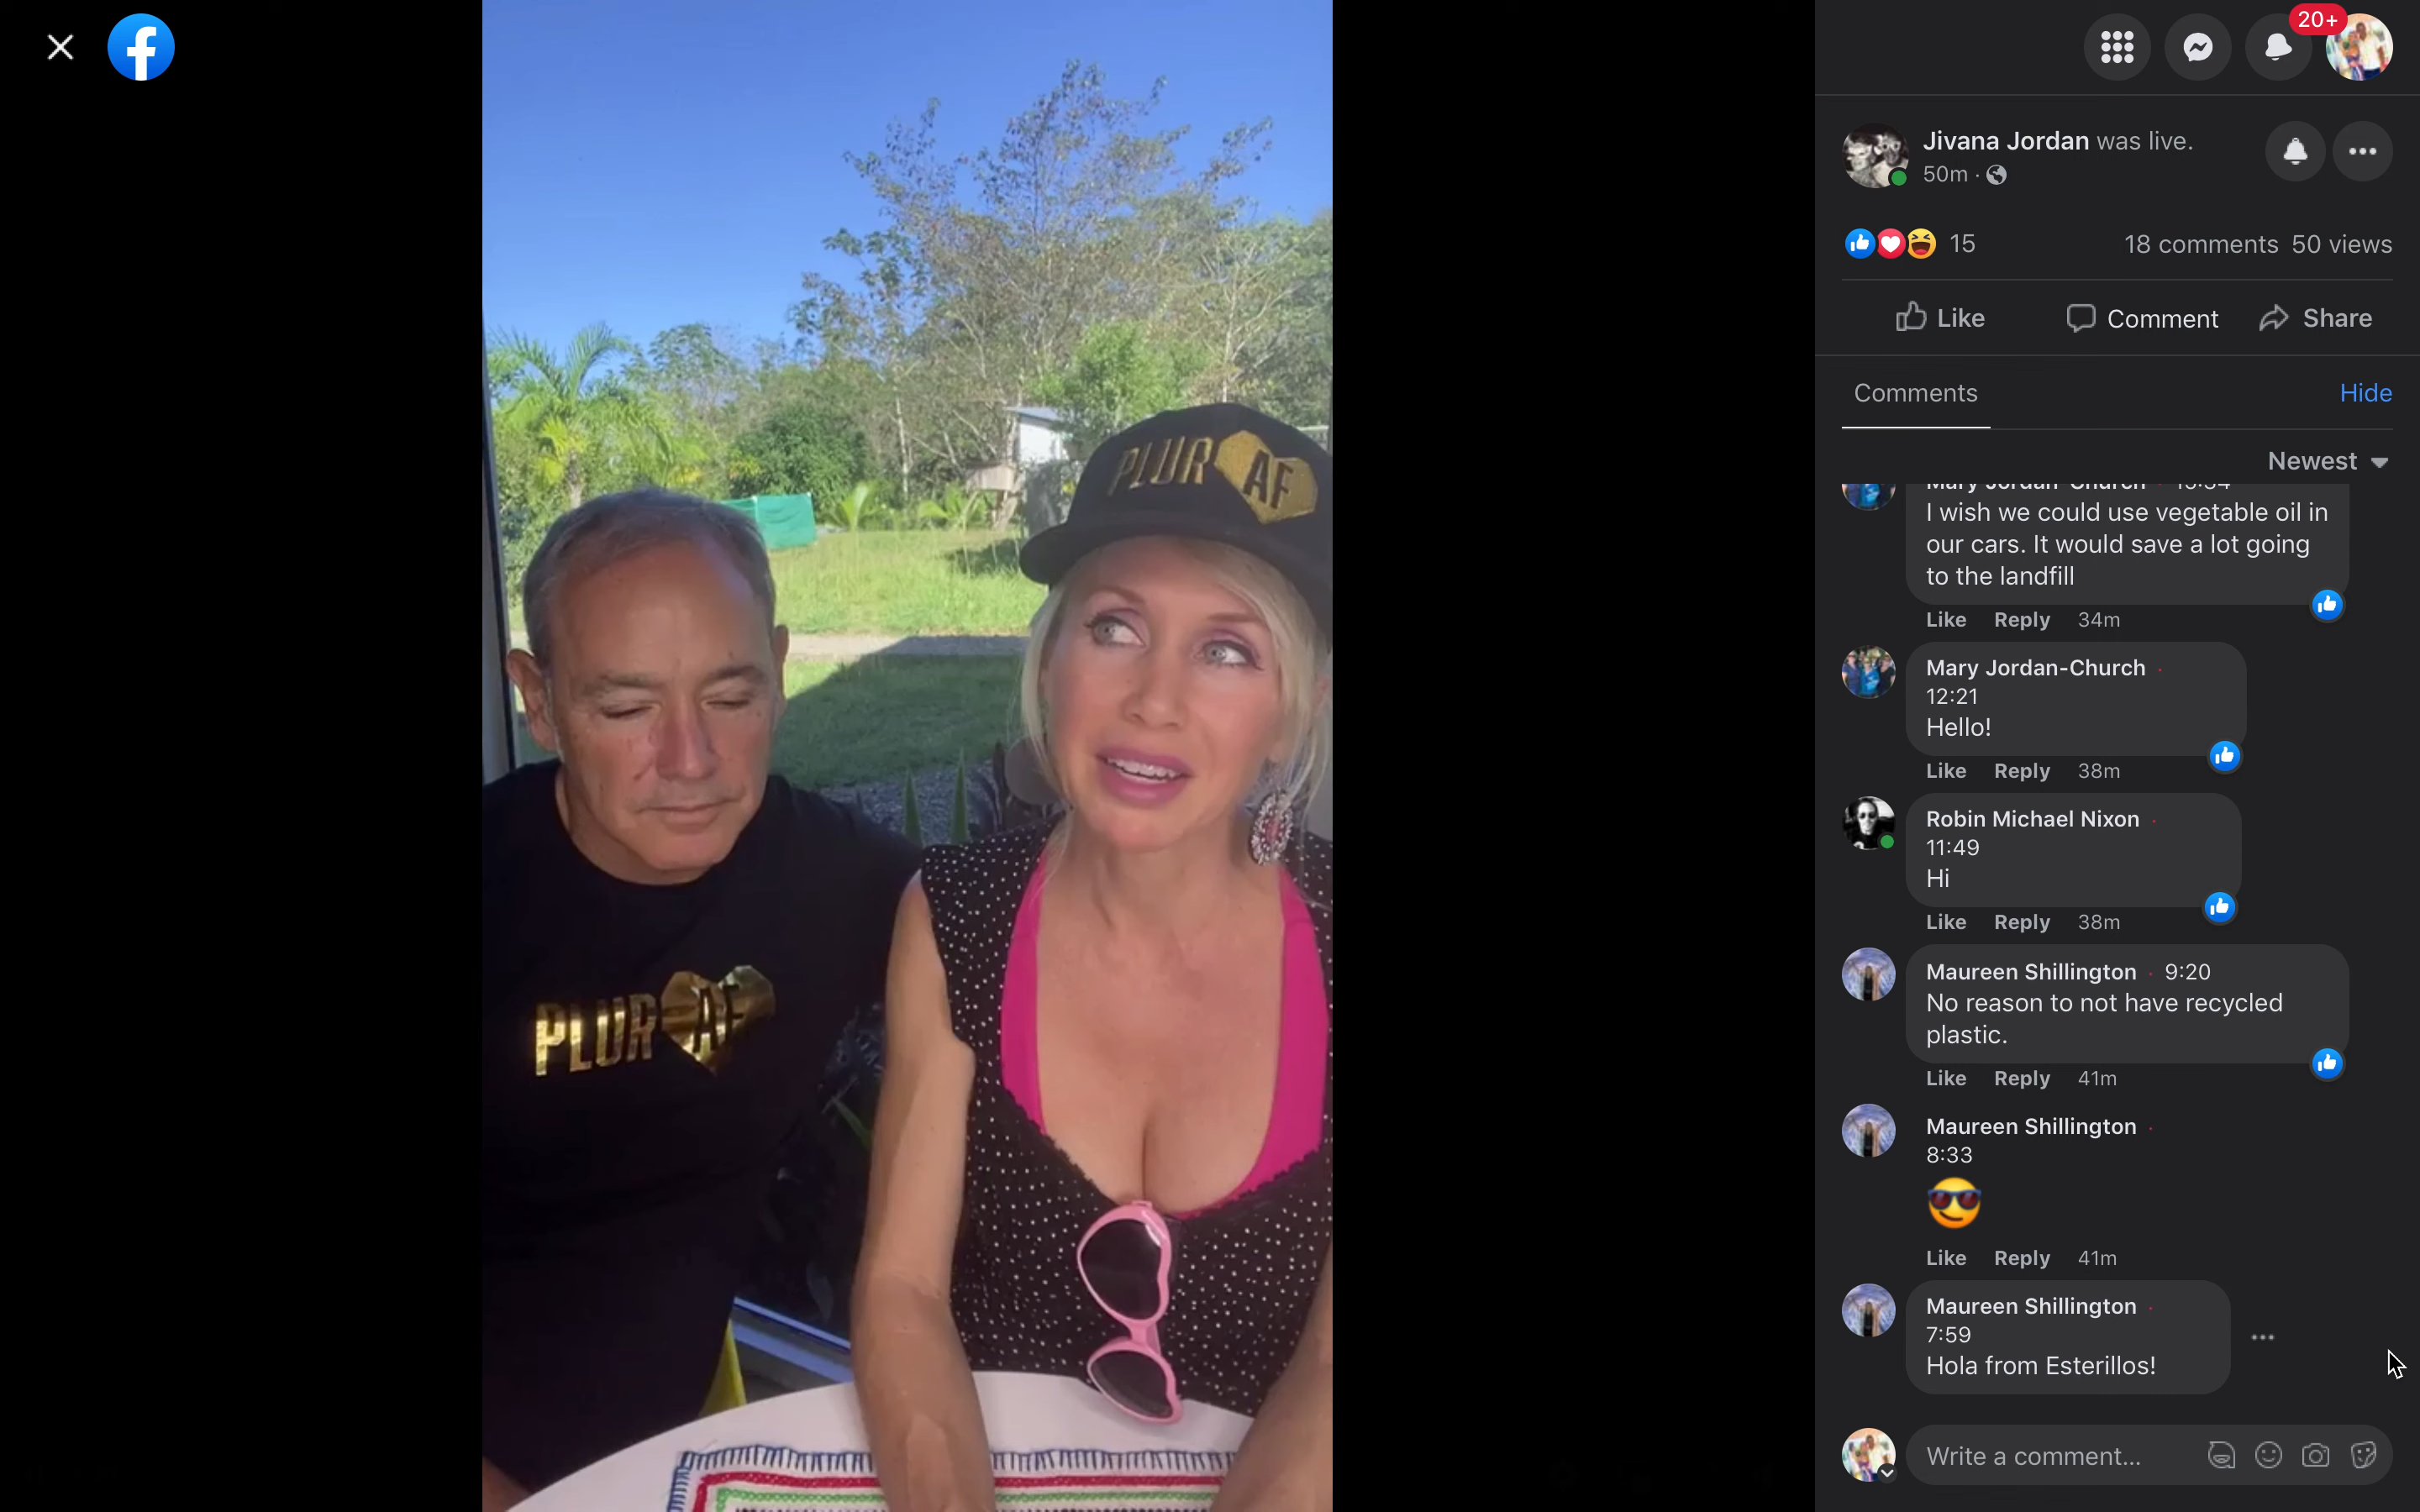 20+
Jivana Jordan was live.
50m ·
15
18 comments 50 views
Like Comment Share
Comments Hide
Newest
Mary Jordan-Church ·
I wish we could use vegetable oil in
our cars. It would save a lot going
to the landfill
Like Reply 34m
Mary Jordan-Church ·
12:21
Hello!
Like Reply 38m
Robin Michael Nixon ·
11:49
Hi
Like Reply 38m
Maureen Shillington · 9:20
No reason to not have recycled
plastic.
Like Reply 41m
Maureen Shillington ·
8:33
Like Reply 41m
Maureen Shillington ·
7:59
Hola from Esterillos!
Write a comment...
PLUR AF
PLUR AF